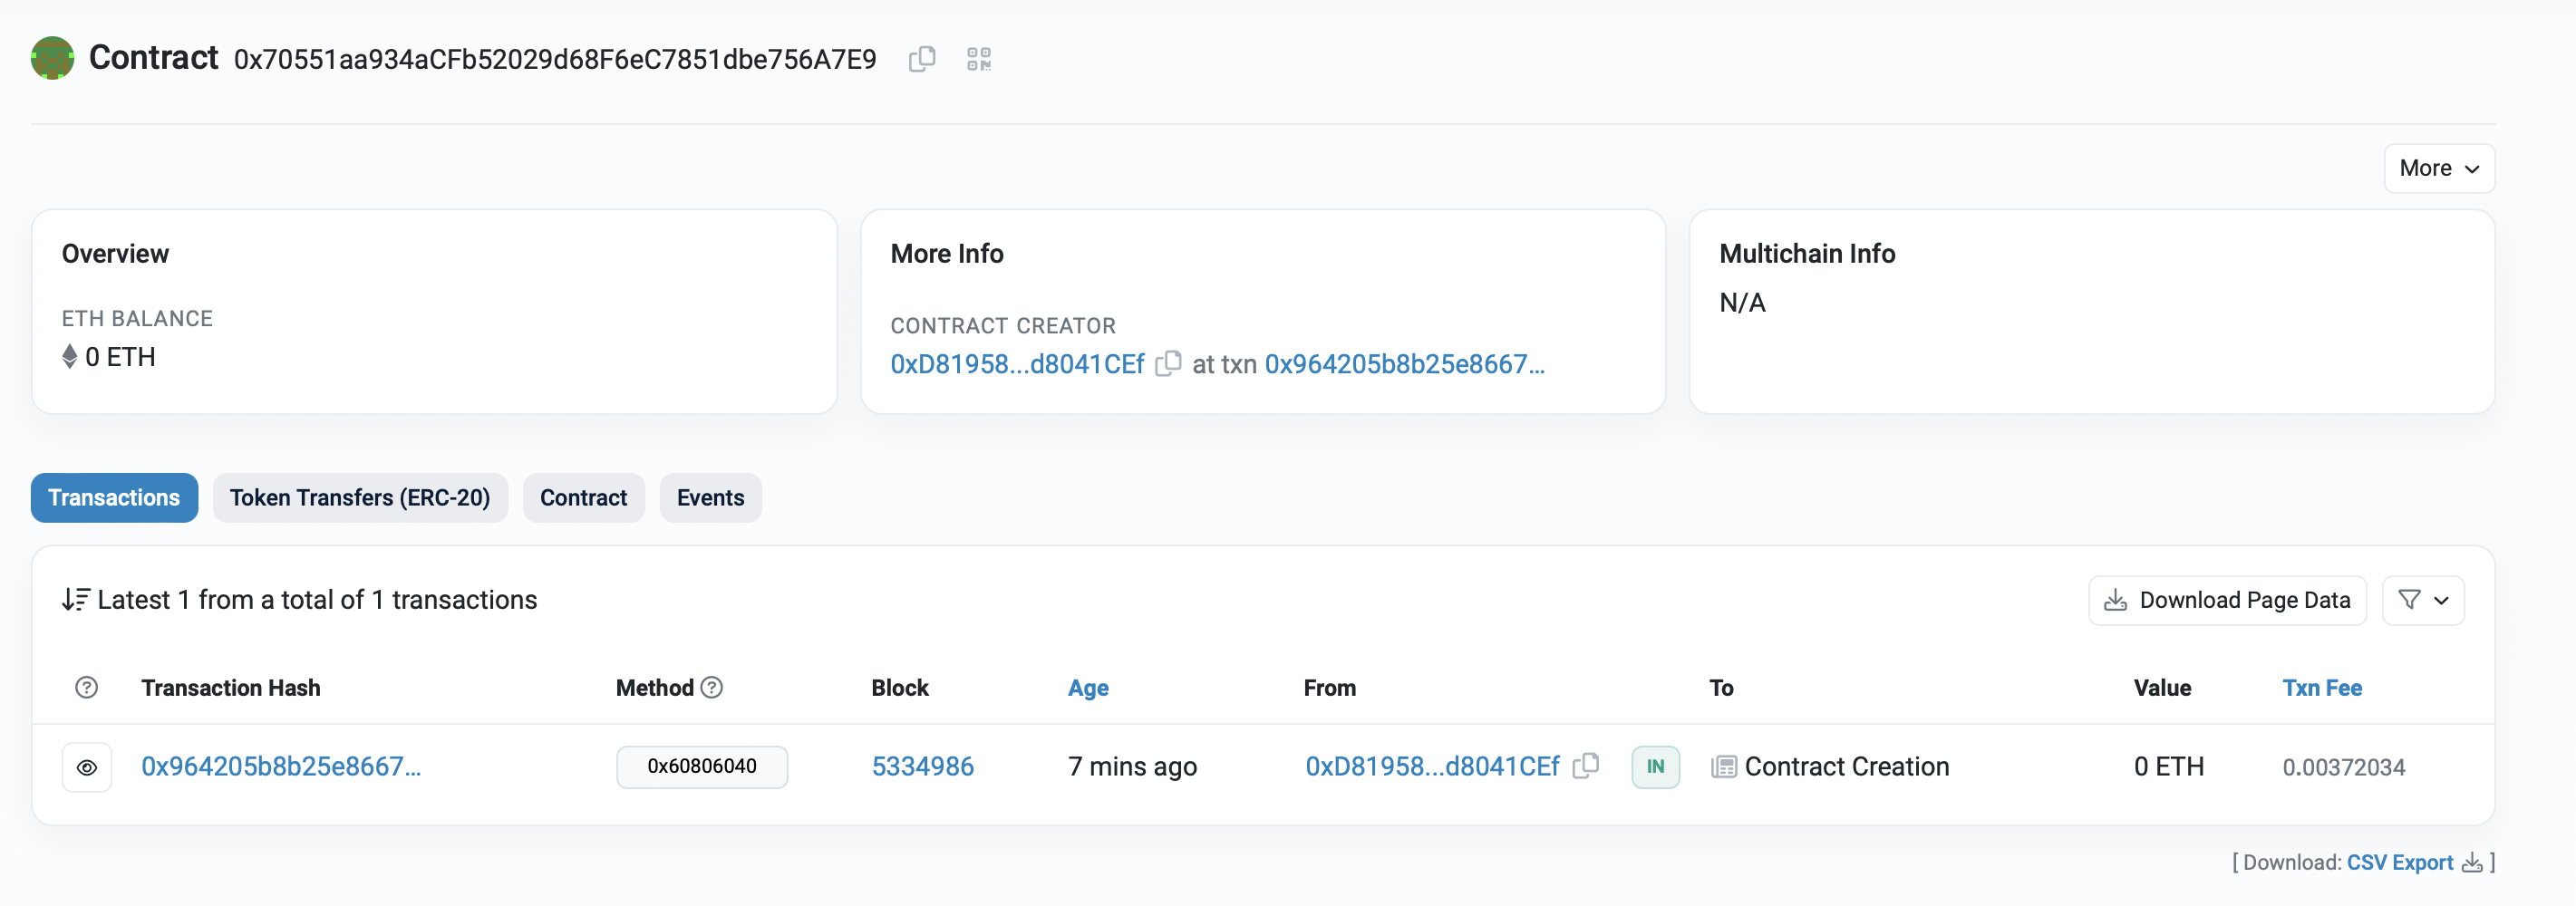 Contract 0x70551aa934aCFb52029d68F6eC7851dbe756A7E9
More
Overview
ETH BALANCE
0 ETH
More Info
CONTRACT CREATOR
0xD81958...d8041CEf at txn 0x964205b8b25e8667...
Multichain Info
N/A
Transactions Token Transfers (ERC-20) Contract Events
Latest 1 from a total of 1 transactions
Download Page Data
Transaction Hash Method Block Age From To Value Txn Fee
0x964205b8b25e8667... 0x60806040 5334986 7 mins ago 0xD81958...d8041CEf IN Contract Creation 0 ETH 0.00372034
[ Download: CSV Export ]